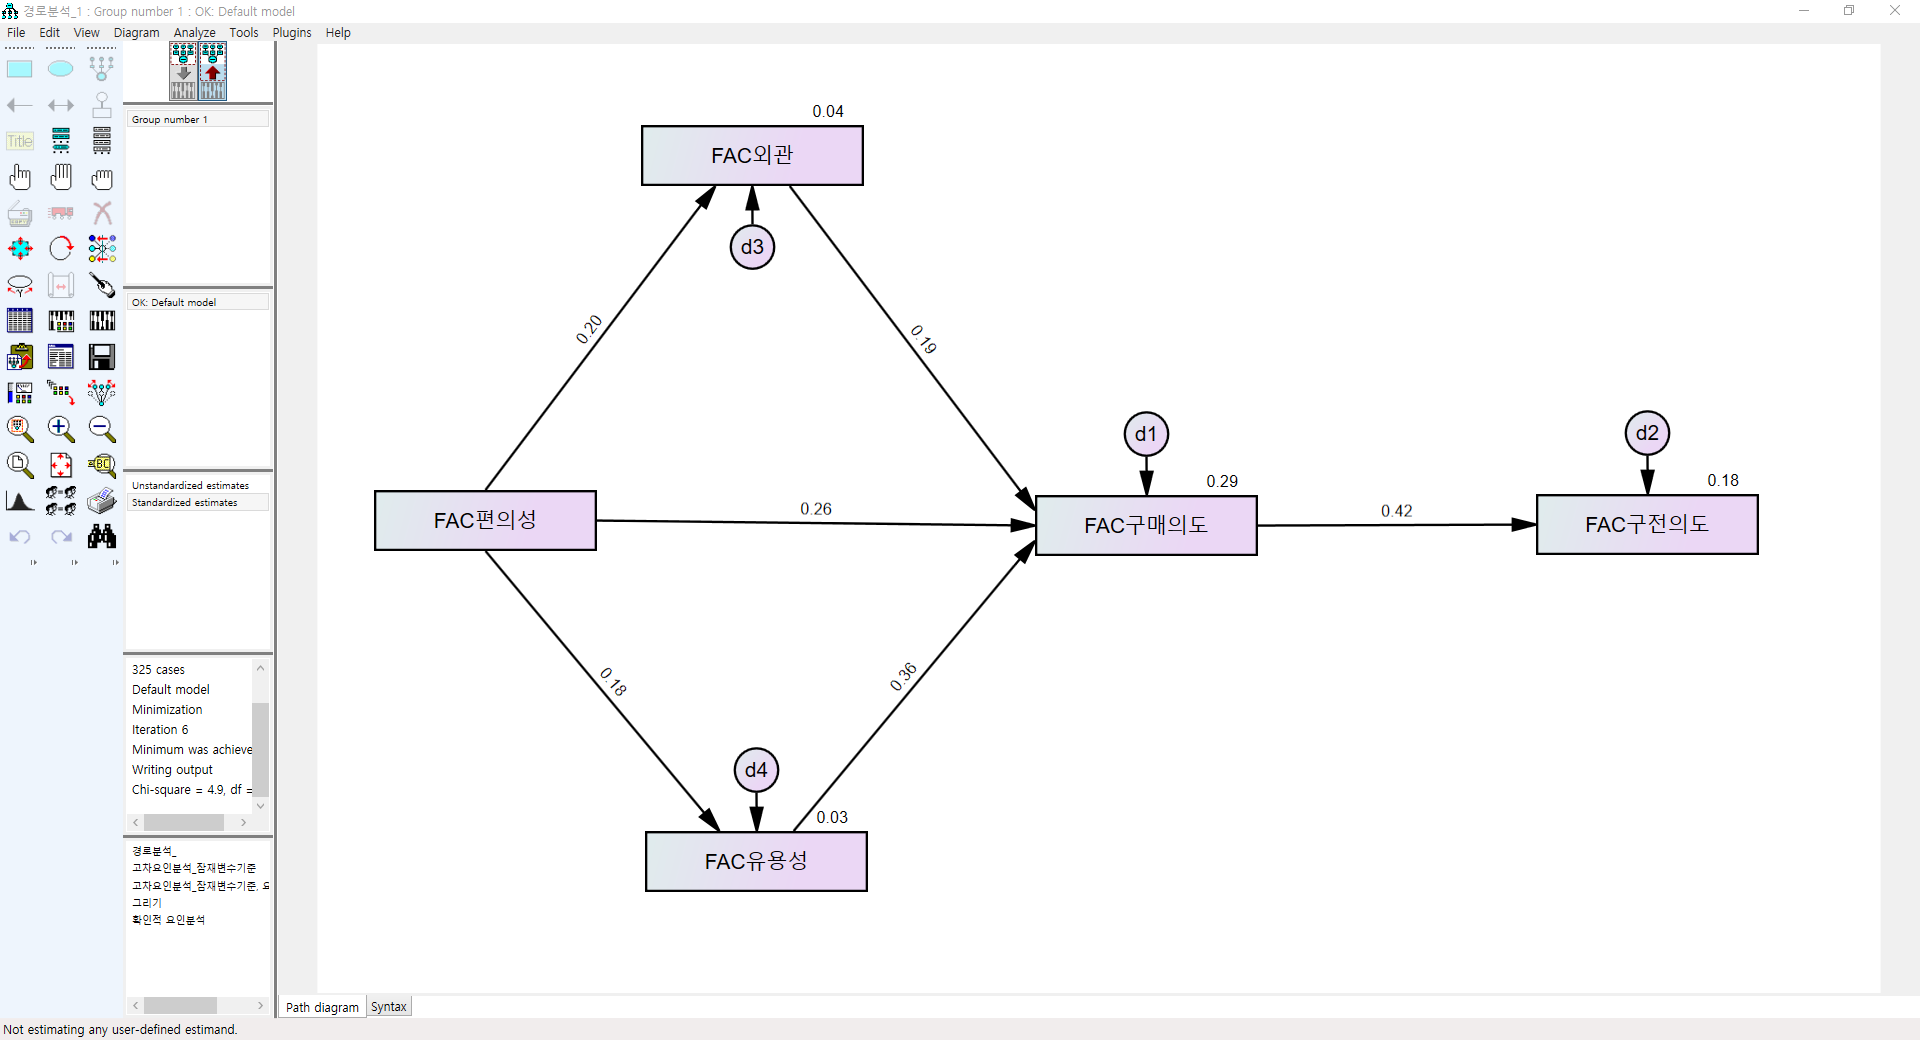 경로분석_1 : Group number 1 : OK: Default model
File Edit View Diagram Analyze Tools Plugins Help
Title
Group number 1
OK: Default model
Unstandardized estimates
Standardized estimates
325 cases
Default model
Minimization
Iteration 6
Minimum was achieve
Writing output
Chi-square = 4.9, df =
경로분석_
고차요인분석_잠재변수기준
고차요인분석_잠재변수기준, 요
그리기
확인적 요인분석
0.04
FAC외관
d3
0.20
0.19
d1
d2
0.29
0.18
FAC편의성
0.26
FAC구매의도
0.42
FAC구전의도
0.18
0.36
d4
0.03
FAC유용성
Path diagram Syntax
Not estimating any user-defined estimand.